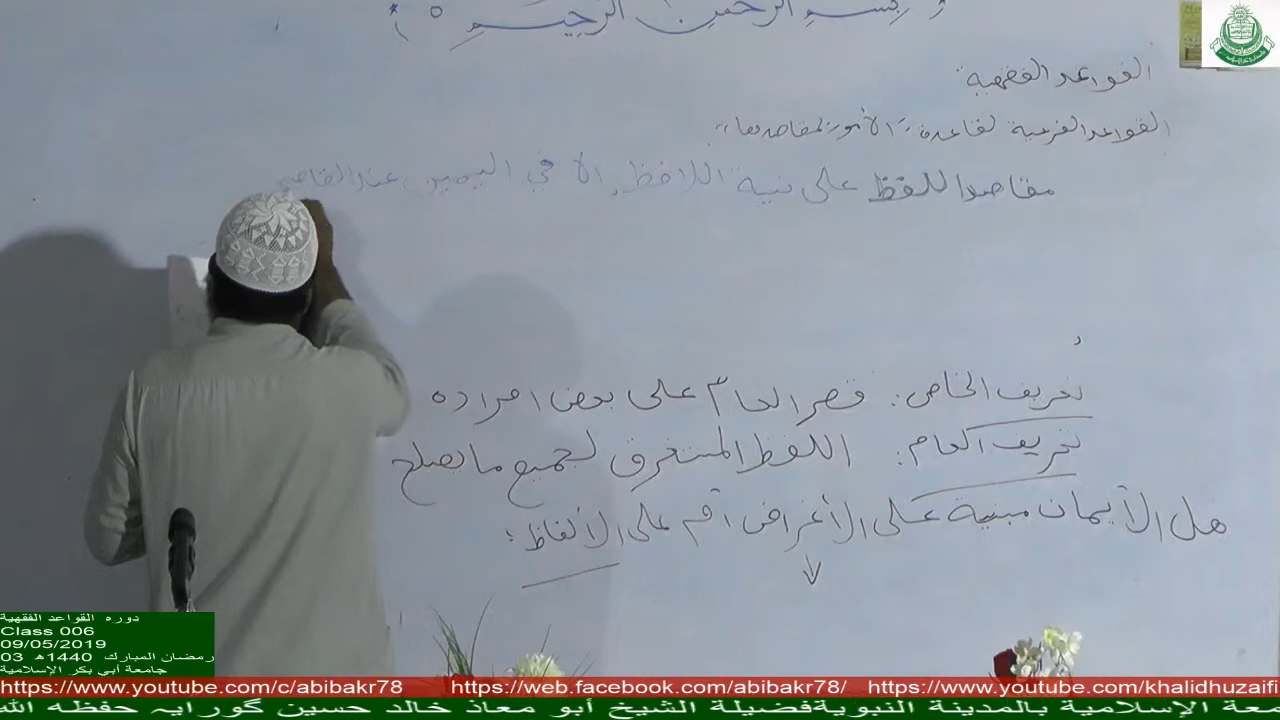 بسم الله الرحمن الرحيم
القواعد الفقهية
القواعد الفرعية لقاعدة "الأمور بمقاصدها"
مقاصد اللفظ على نية اللافظ إلا في اليمين عند القاضي
تعريف الخاص: قصر العام على بعض افراده
تعريف العام: اللفظ المستغرق لجميع ما يصلح
هل الأيمان مبنية على الأغراض أم على الألفاظ؟
دوره القواعد الفقهية
Class 006
09/05/2019
رمضان المبارك 1440هـ 03
جامعة أبي بكر الإسلامية
https://www.youtube.com/c/abibakr78 https://web.facebook.com/abibakr78/ https://www.youtube.com/khalidhuzaifi
معة الإسلامية بالمدينة النبوية فضيلة الشيخ أبو معاذ خالد حسين گورايہ حفظه الله